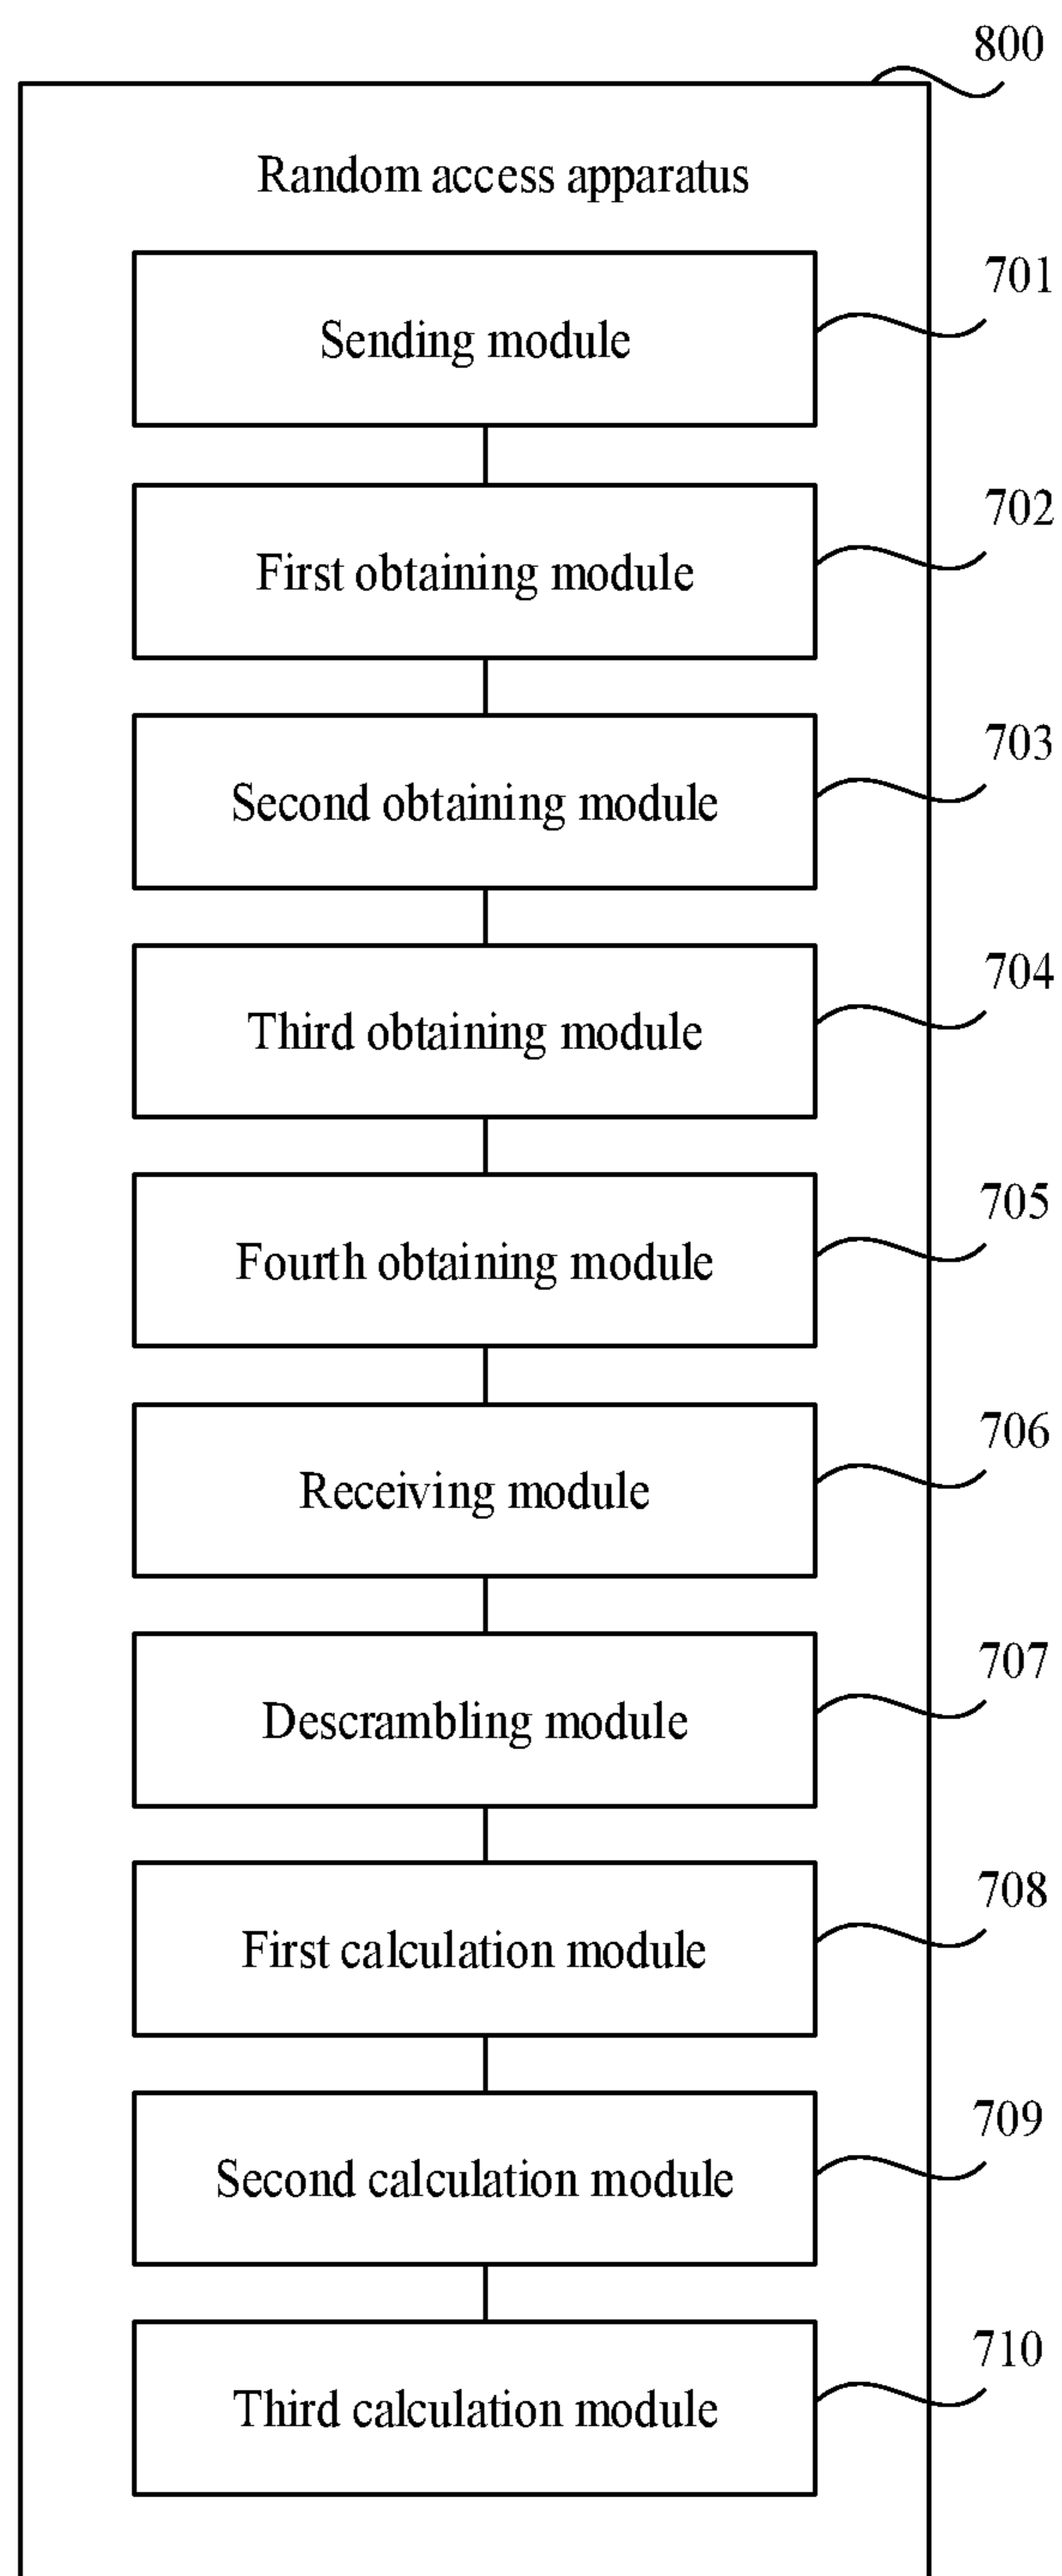 800
Random access apparatus
701
Sending module
702
First obtaining module
703
Second obtaining module
704
Third obtaining module
705
Fourth obtaining module
706
Receiving module
707
Descrambling module
708
First calculation module
709
Second calculation module
710
Third calculation module